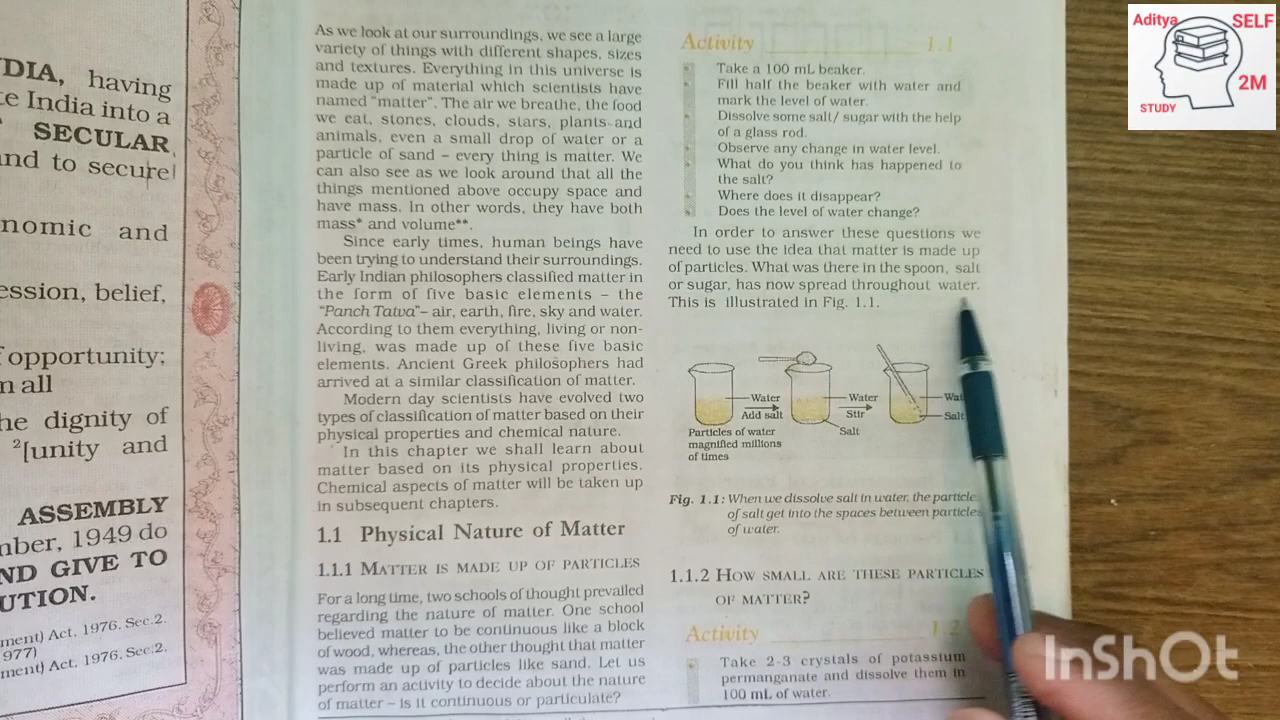 DIA, having
te India into a
SECULAR
and to secure
nomic and
ession, belief,
f opportunity;
n all
he dignity of
2[unity and
ASSEMBLY
mber, 1949 do
ND GIVE TO
UTION.
ment) Act, 1976, Sec.2,
977)
ment) Act, 1976, Sec.2,
As we look at our surroundings, we see a large
variety of things with different shapes, sizes
and textures. Everything in this universe is
made up of material which scientists have
named “matter”. The air we breathe, the food
we eat, stones, clouds, stars, plants and
animals, even a small drop of water or a
particle of sand – every thing is matter. We
can also see as we look around that all the
things mentioned above occupy space and
have mass. In other words, they have both
mass* and volume**.
Since early times, human beings have
been trying to understand their surroundings.
Early Indian philosophers classified matter in
the form of five basic elements – the
“Panch Tatva”– air, earth, fire, sky and water.
According to them everything, living or non-
living, was made up of these five basic
elements. Ancient Greek philosophers had
arrived at a similar classification of matter.
Modern day scientists have evolved two
types of classification of matter based on their
physical properties and chemical nature.
In this chapter we shall learn about
matter based on its physical properties.
Chemical aspects of matter will be taken up
in subsequent chapters.
1.1 Physical Nature of Matter
1.1.1 MATTER IS MADE UP OF PARTICLES
For a long time, two schools of thought prevailed
regarding the nature of matter. One school
believed matter to be continuous like a block
of wood, whereas, the other thought that matter
was made up of particles like sand. Let us
perform an activity to decide about the nature
of matter – is it continuous or particulate?
Activity 1.1
Take a 100 mL beaker.
Fill half the beaker with water and
mark the level of water.
Dissolve some salt/ sugar with the help
of a glass rod.
Observe any change in water level.
What do you think has happened to
the salt?
Where does it disappear?
Does the level of water change?
In order to answer these questions we
need to use the idea that matter is made up
of particles. What was there in the spoon, salt
or sugar, has now spread throughout water.
This is illustrated in Fig. 1.1.
Water
Add salt
Water
Stir
Salt
Wat
Salt
Particles of water
magnified millions
of times
Fig. 1.1: When we dissolve salt in water, the particle
of salt get into the spaces between particles
of water.
1.1.2 HOW SMALL ARE THESE PARTICLES
OF MATTER?
Activity 1.2
Take 2-3 crystals of potassium
permanganate and dissolve them in
100 mL of water.
Aditya SELF
2M
STUDY
InShOt